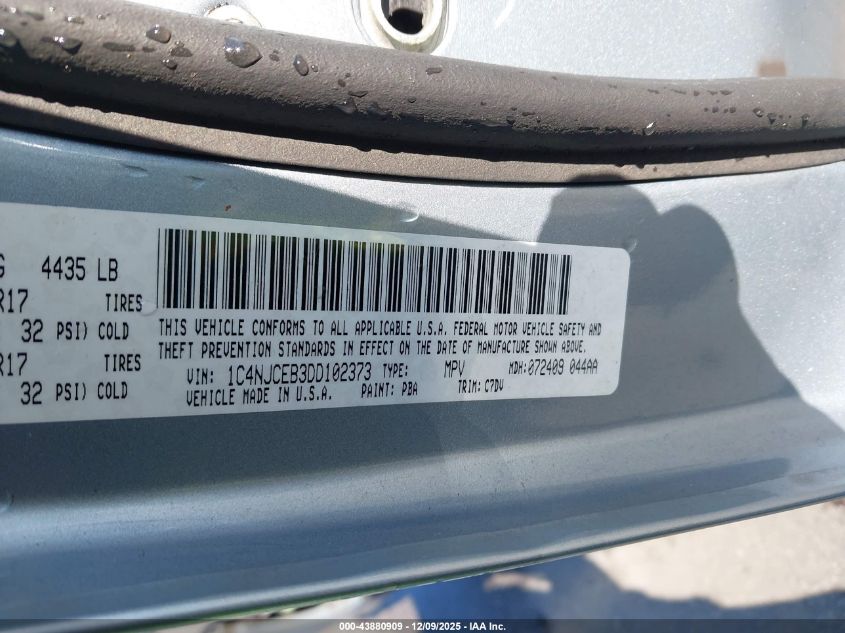 G 4435 LB
R17 TIRES
32 PSI) COLD
R17 TIRES
32 PSI) COLD
THIS VEHICLE CONFORMS TO ALL APPLICABLE U.S.A. FEDERAL MOTOR VEHICLE SAFETY AND
THEFT PREVENTION STANDARDS IN EFFECT ON THE DATE OF MANUFACTURE SHOWN ABOVE.
VIN: 1C4NJCEB3DD102373 TYPE: MPV MDH: 072409 044AA
VEHICLE MADE IN U.S.A. PAINT: PBA TRIM: C7DV
000-43880909 - 12/09/2025 - IAA Inc.